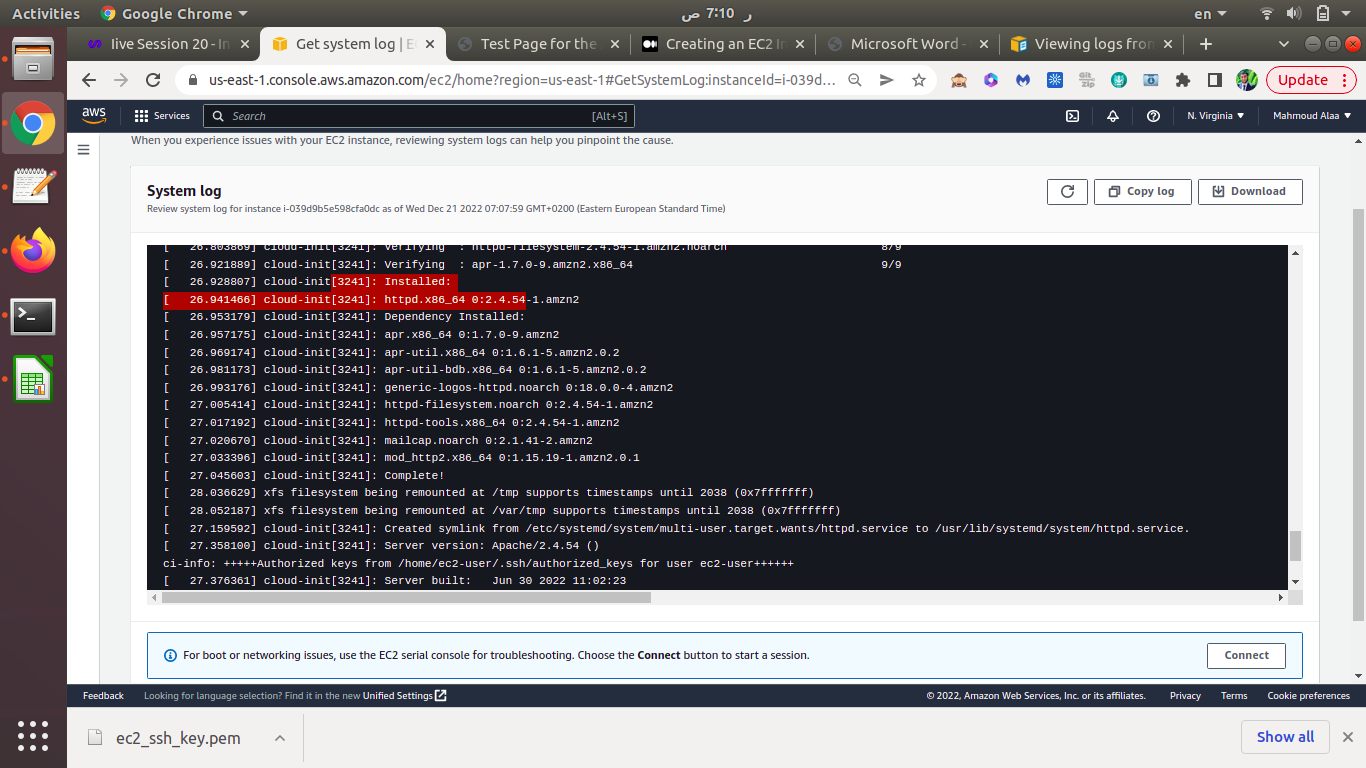 Activities
Google Chrome
ر 7:10 ص
en
live Session 20 - In
Get system log | EC
Test Page for the
Creating an EC2 In
Microsoft Word -
Viewing logs from
us-east-1.console.aws.amazon.com/ec2/home?region=us-east-1#GetSystemLog:instanceId=i-039d...
Git
Zip
Update
aws
Services
Search
[Alt+S]
N. Virginia
Mahmoud Alaa
When you experience issues with your EC2 instance, reviewing system logs can help you pinpoint the cause.
System log
Review system log for instance i-039d9b5e598cfa0dc as of Wed Dec 21 2022 07:07:59 GMT+0200 (Eastern European Standard Time)
Copy log
Download
[ 26.803869] cloud-init[3241]: Verifying : httpd-filesystem-2.4.54-1.amzn2.noarch 8/9
[ 26.921889] cloud-init[3241]: Verifying : apr-1.7.0-9.amzn2.x86_64 9/9
[ 26.928807] cloud-init[3241]: Installed:
[ 26.941466] cloud-init[3241]: httpd.x86_64 0:2.4.54-1.amzn2
[ 26.953179] cloud-init[3241]: Dependency Installed:
[ 26.957175] cloud-init[3241]: apr.x86_64 0:1.7.0-9.amzn2
[ 26.969174] cloud-init[3241]: apr-util.x86_64 0:1.6.1-5.amzn2.0.2
[ 26.981173] cloud-init[3241]: apr-util-bdb.x86_64 0:1.6.1-5.amzn2.0.2
[ 26.993176] cloud-init[3241]: generic-logos-httpd.noarch 0:18.0.0-4.amzn2
[ 27.005414] cloud-init[3241]: httpd-filesystem.noarch 0:2.4.54-1.amzn2
[ 27.017192] cloud-init[3241]: httpd-tools.x86_64 0:2.4.54-1.amzn2
[ 27.020670] cloud-init[3241]: mailcap.noarch 0:2.1.41-2.amzn2
[ 27.033396] cloud-init[3241]: mod_http2.x86_64 0:1.15.19-1.amzn2.0.1
[ 27.045603] cloud-init[3241]: Complete!
[ 28.036629] xfs filesystem being remounted at /tmp supports timestamps until 2038 (0x7fffffff)
[ 28.052187] xfs filesystem being remounted at /var/tmp supports timestamps until 2038 (0x7fffffff)
[ 27.159592] cloud-init[3241]: Created symlink from /etc/systemd/system/multi-user.target.wants/httpd.service to /usr/lib/systemd/system/httpd.service.
[ 27.358100] cloud-init[3241]: Server version: Apache/2.4.54 ()
ci-info: +++++Authorized keys from /home/ec2-user/.ssh/authorized_keys for user ec2-user++++++
[ 27.376361] cloud-init[3241]: Server built: Jun 30 2022 11:02:23
For boot or networking issues, use the EC2 serial console for troubleshooting. Choose the Connect button to start a session.
Connect
Feedback
Looking for language selection? Find it in the new Unified Settings
© 2022, Amazon Web Services, Inc. or its affiliates.
Privacy
Terms
Cookie preferences
ec2_ssh_key.pem
Show all